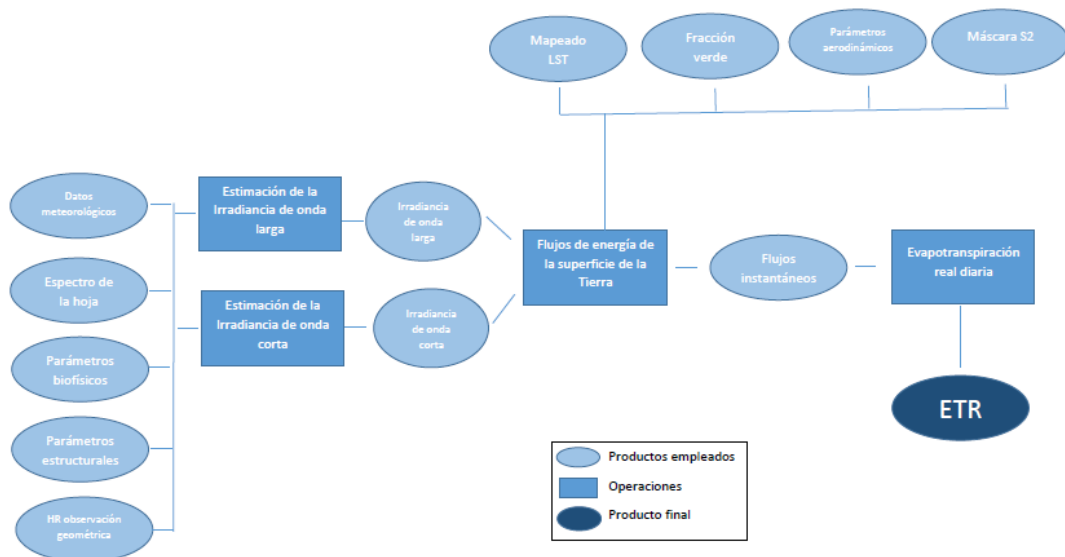 Mapeado
LST
Fracción
verde
Parámetros
aerodinámicos
Máscara S2
Datos
meteorológicos
Espectro de
la hoja
Parámetros
biofísicos
Parámetros
estructurales
HR observación
geométrica
Estimación de la
Irradiancia de onda
larga
Estimación de la
Irradiancia de onda
corta
Irradiancia
de onda
larga
Irradiancia
de onda
corta
Flujos de energía de
la superficie de la
Tierra
Flujos
instantáneos
Evapotranspiración
real diaria
ETR
Productos empleados
Operaciones
Producto final